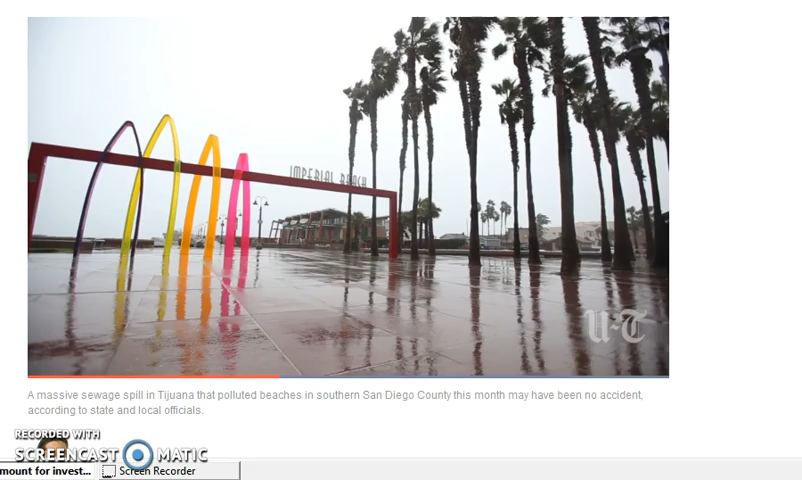 IMPERIAL BEACH
U-T
A massive sewage spill in Tijuana that polluted beaches in southern San Diego County this month may have been no accident,
according to state and local officials.
RECORDED WITH
SCREENCAST MATIC
mount for invest... Screen Recorder